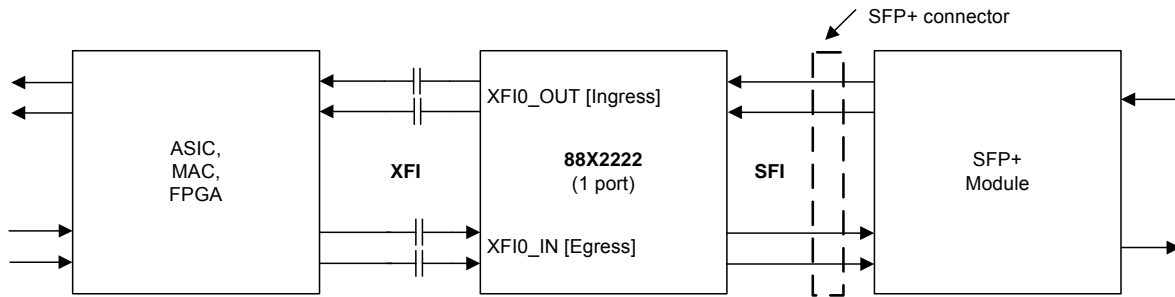 SFP+ connector
XFI0_OUT [Ingress]
ASIC,
MAC,
FPGA
XFI
88X2222
(1 port)
SFI
SFP+
Module
XFI0_IN [Egress]